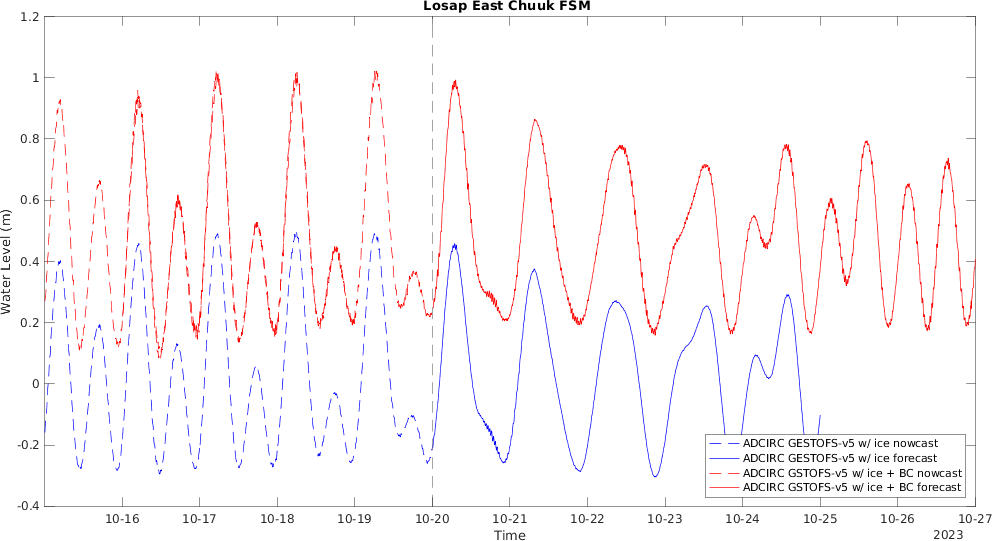 Losap East Chuuk FSM
1.2
1
0.8
0.6
0.4
0.2
0
-0.2
-0.4
Water Level (m)
ADCIRC GESTOFS-v5 w/ ice nowcast
ADCIRC GESTOFS-v5 w/ ice forecast
ADCIRC GSTOFS-v5 w/ ice + BC nowcast
ADCIRC GSTOFS-v5 w/ ice + BC forecast
10-16 10-17 10-18 10-19 10-20 10-21 10-22 10-23 10-24 10-25 10-26 10-27
Time
2023